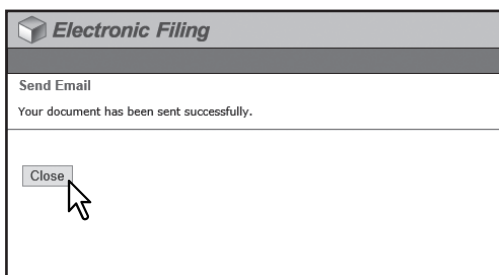 Electronic Filing
Send Email
Your document has been sent successfully.
Close